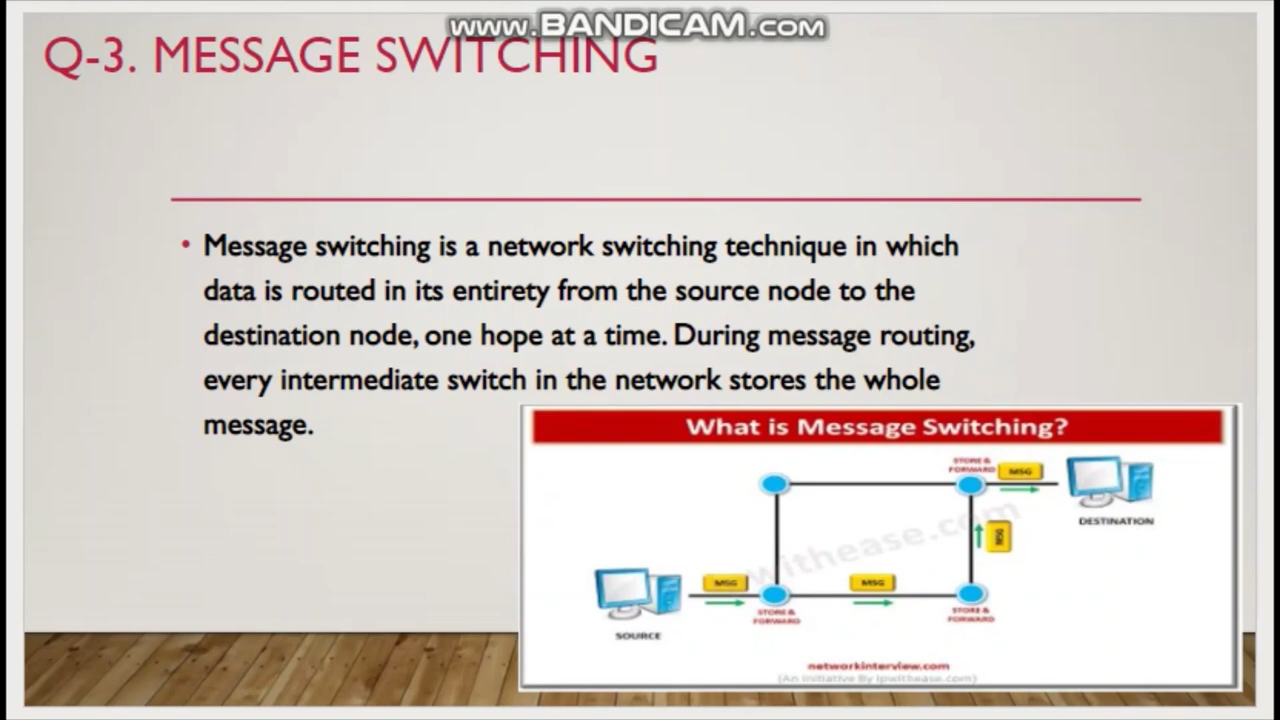 www.BANDICAM.com
Q-3. MESSAGE SWITCHING
• Message switching is a network switching technique in which
data is routed in its entirety from the source node to the
destination node, one hope at a time. During message routing,
every intermediate switch in the network stores the whole
message.
What is Message Switching?
STORE &
FORWARD
MSG
DESTINATION
MSG
withease.com
MSG
MSG
STORE &
FORWARD
STORE &
FORWARD
SOURCE
networkinterview.com
(An Initiative By ipwithease.com)